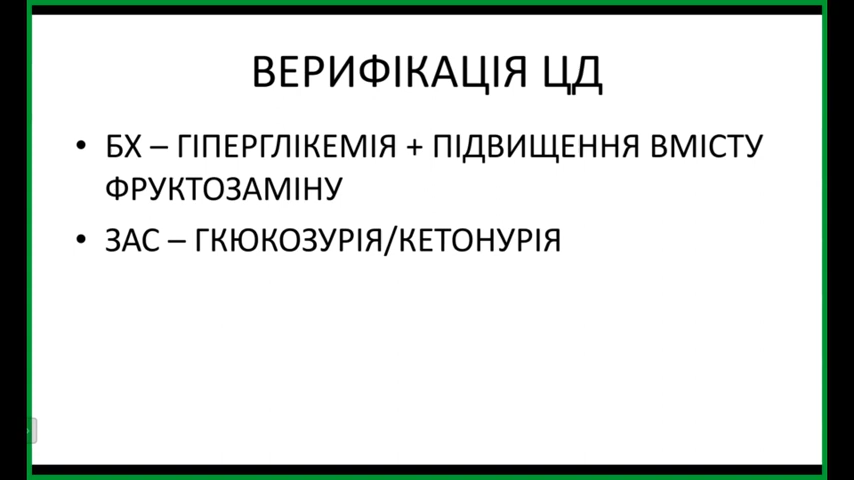 ВЕРИФІКАЦІЯ ЦД
• БХ – ГІПЕРГЛІКЕМІЯ + ПІДВИЩЕННЯ ВМІСТУ
ФРУКТОЗАМІНУ
• ЗАС – ГКЮКОЗУРІЯ/КЕТОНУРІЯ